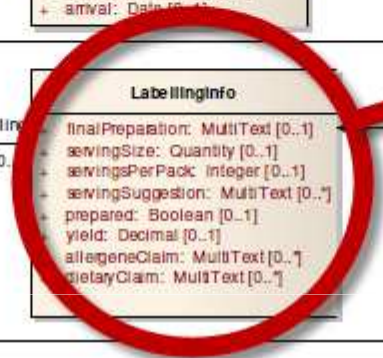 + arrival: Date [0..1]
LabellingInfo
+ finalPreparation: MultiText [0..1]
+ servingSize: Quantity [0..1]
+ servingsPerPack: Integer [0..1]
+ servingSuggestion: MultiText [0..*]
+ prepared: Boolean [0..1]
+ yield: Decimal [0..1]
+ allergeneClaim: MultiText [0..*]
+ dietaryClaim: MultiText [0..*]